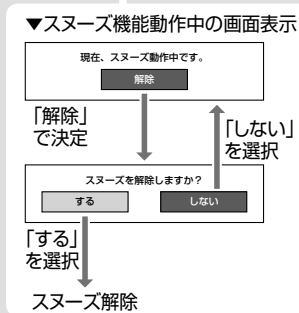 ▼スヌーズ機能動作中の画面表示
現在、スヌーズ動作中です。
解除
「解除」
で決定
「しない」
を選択
スヌーズを解除しますか?
する
しない
「する」
を選択
スヌーズ解除